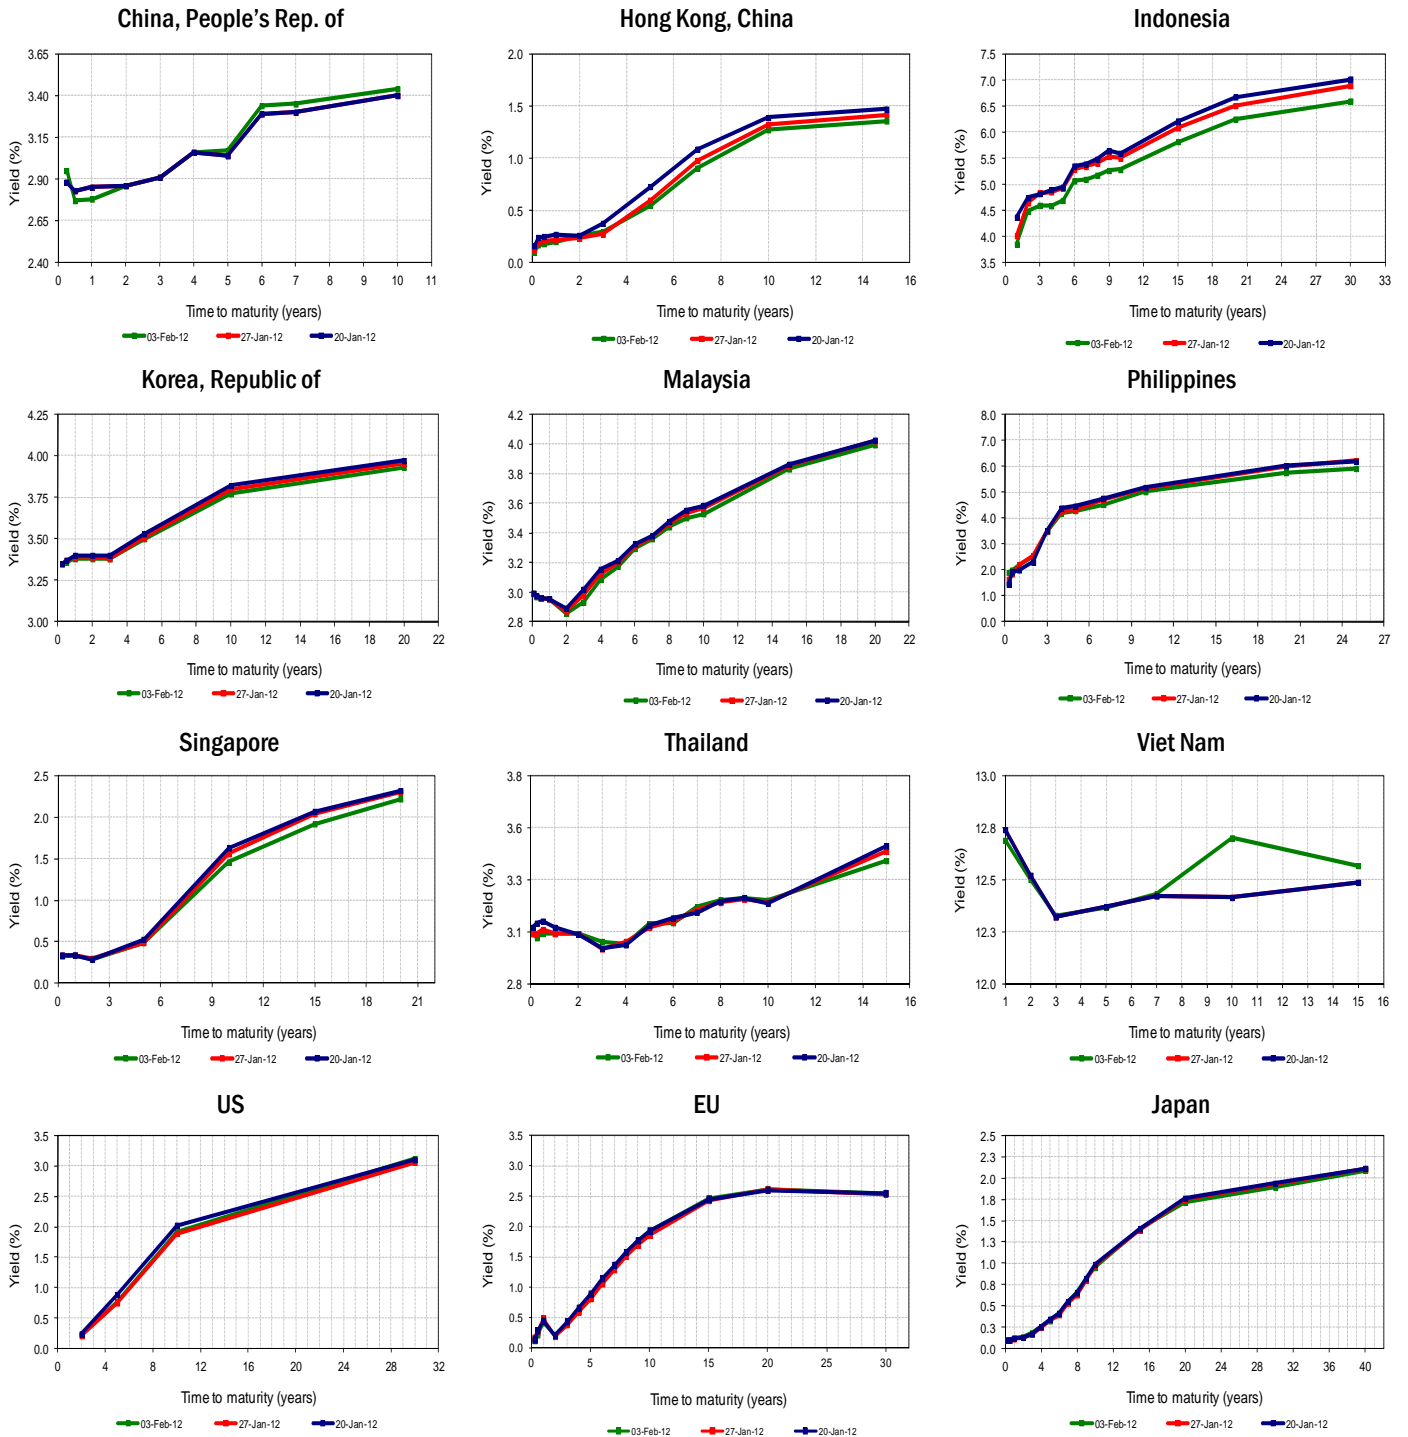 China, People's Rep. of
3.65
3.40
3.15
2.90
2.65
2.40
Yield (%)
0 1 2 3 4 5 6 7 8 9 10 11
Time to maturity (years)
03-Feb-12 27-Jan-12 20-Jan-12
Hong Kong, China
2.0
1.5
1.0
0.5
0.0
Yield (%)
0 2 4 6 8 10 12 14 16
Time to maturity (years)
03-Feb-12 27-Jan-12 20-Jan-12
Indonesia
7.5
7.0
6.5
6.0
5.5
5.0
4.5
4.0
3.5
Yield (%)
0 3 6 9 12 15 18 21 24 27 30 33
Time to maturity (years)
03-Feb-12 27-Jan-12 20-Jan-12
Korea, Republic of
4.25
4.00
3.75
3.50
3.25
3.00
Yield (%)
0 2 4 6 8 10 12 14 16 18 20 22
Time to maturity (years)
03-Feb-12 27-Jan-12 20-Jan-12
Malaysia
4.2
4.0
3.8
3.6
3.4
3.2
3.0
2.8
Yield (%)
0 2 4 6 8 10 12 14 16 18 20 22
Time to maturity (years)
03-Feb-12 27-Jan-12 20-Jan-12
Philippines
8.0
7.0
6.0
5.0
4.0
3.0
2.0
1.0
0.0
Yield (%)
0 3 6 9 12 15 18 21 24 27
Time to maturity (years)
03-Feb-12 27-Jan-12 20-Jan-12
Singapore
2.5
2.0
1.5
1.0
0.5
0.0
Yield (%)
0 3 6 9 12 15 18 21
Time to maturity (years)
03-Feb-12 27-Jan-12 20-Jan-12
Thailand
3.8
3.6
3.3
3.1
2.8
Yield (%)
0 2 4 6 8 10 12 14 16
Time to maturity (years)
03-Feb-12 27-Jan-12 20-Jan-12
Viet Nam
13.0
12.8
12.5
12.3
12.0
Yield (%)
1 2 3 4 5 6 7 8 9 10 11 12 13 14 15 16
Time to maturity (years)
03-Feb-12 27-Jan-12 20-Jan-12
US
3.5
3.0
2.5
2.0
1.5
1.0
0.5
0.0
Yield (%)
0 4 8 12 16 20 24 28 32
Time to maturity (years)
03-Feb-12 27-Jan-12 20-Jan-12
EU
3.5
3.0
2.5
2.0
1.5
1.0
0.5
0.0
Yield (%)
0 5 10 15 20 25 30
Time to maturity (years)
03-Feb-12 27-Jan-12 20-Jan-12
Japan
2.5
2.3
2.0
1.8
1.5
1.3
1.0
0.8
0.5
0.3
0.0
Yield (%)
0 4 8 12 16 20 24 28 32 36 40
Time to maturity (years)
03-Feb-12 27-Jan-12 20-Jan-12